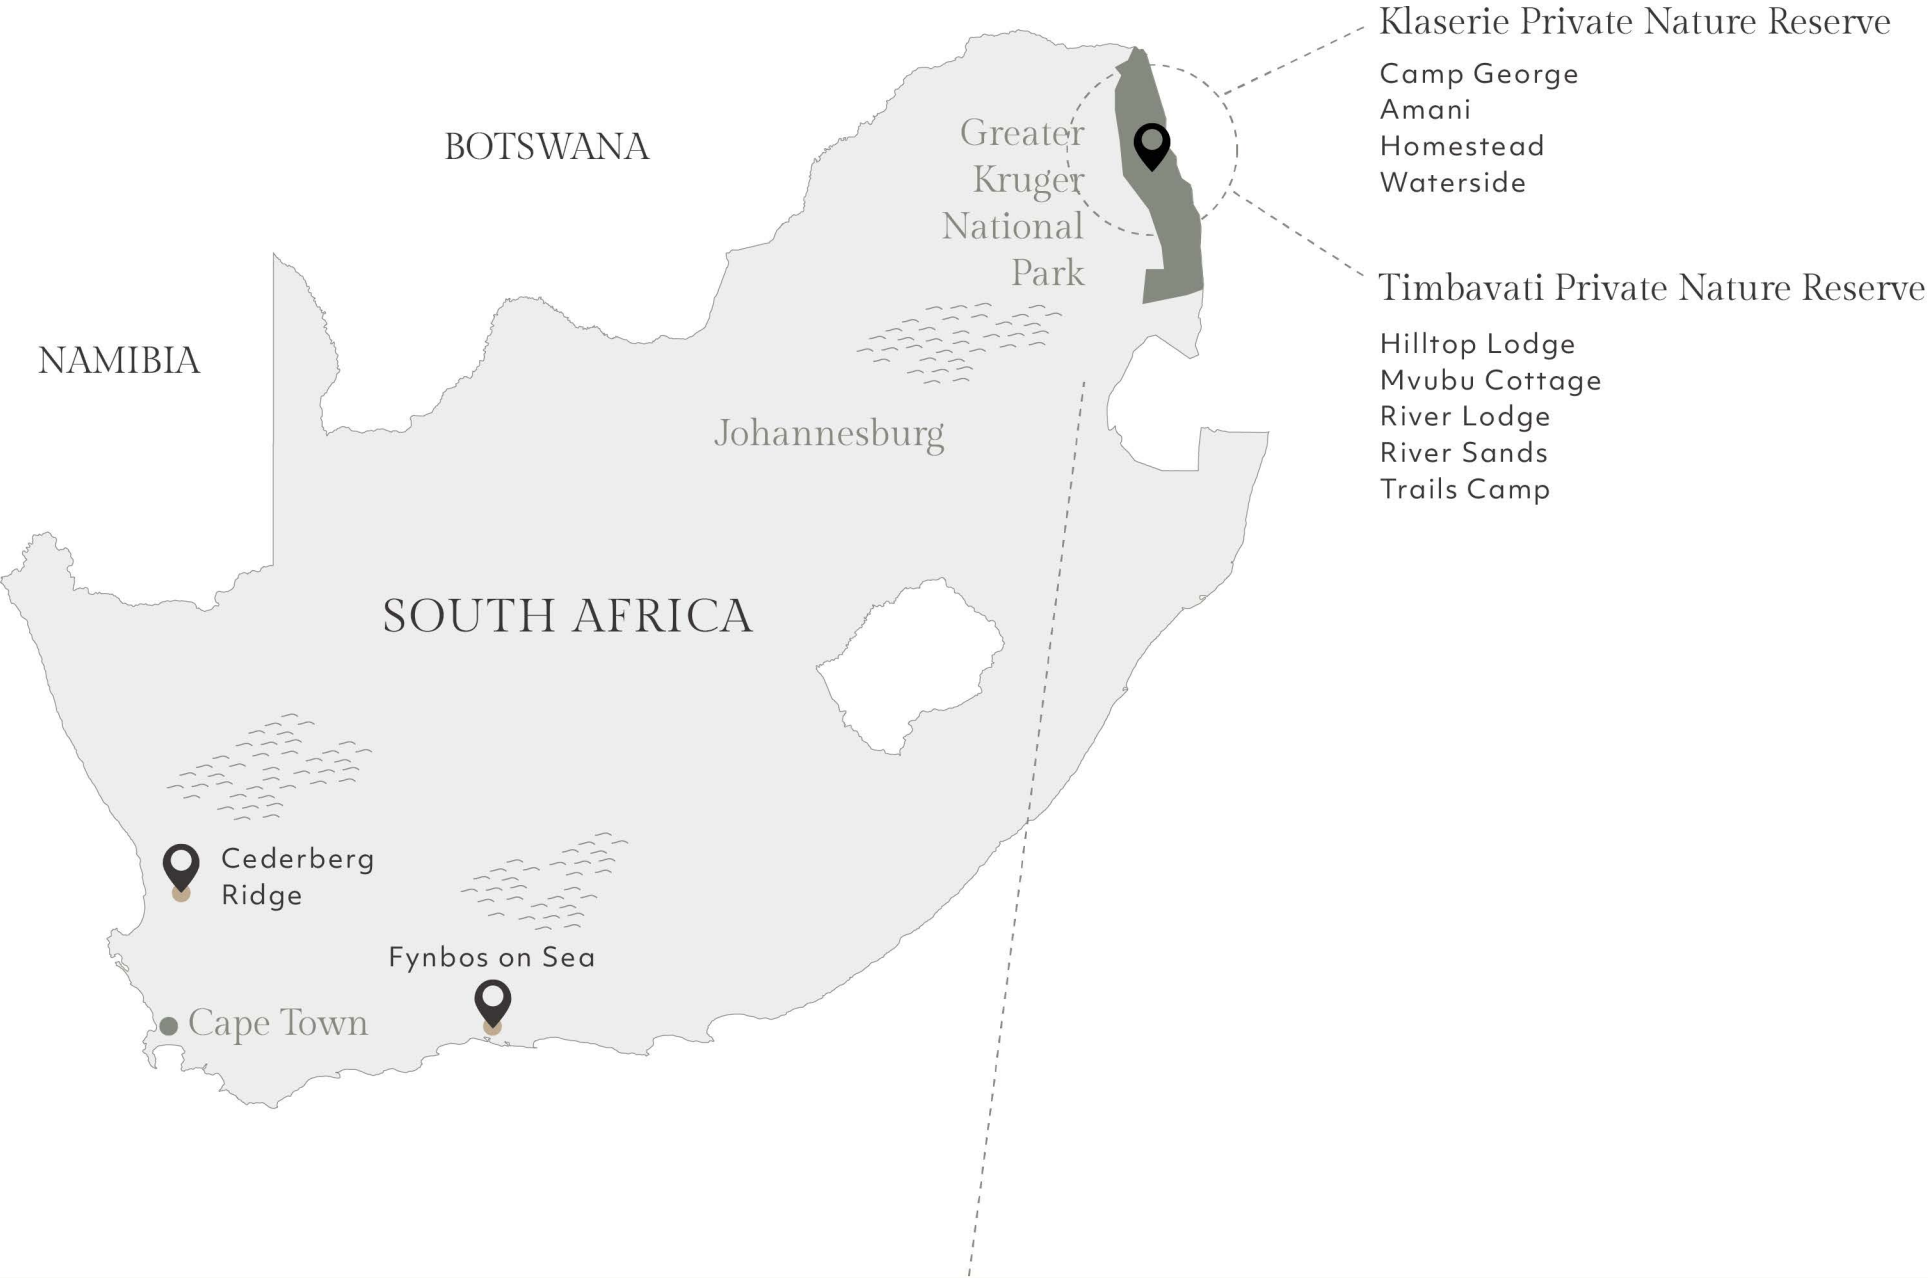 Klaserie Private Nature Reserve
Camp George
Amani
Homestead
Waterside
BOTSWANA
Greater
Kruger
National
Park
Timbavati Private Nature Reserve
Hilltop Lodge
Mvubu Cottage
River Lodge
River Sands
Trails Camp
NAMIBIA
Johannesburg
SOUTH AFRICA
Cederberg
Ridge
Fynbos on Sea
Cape Town